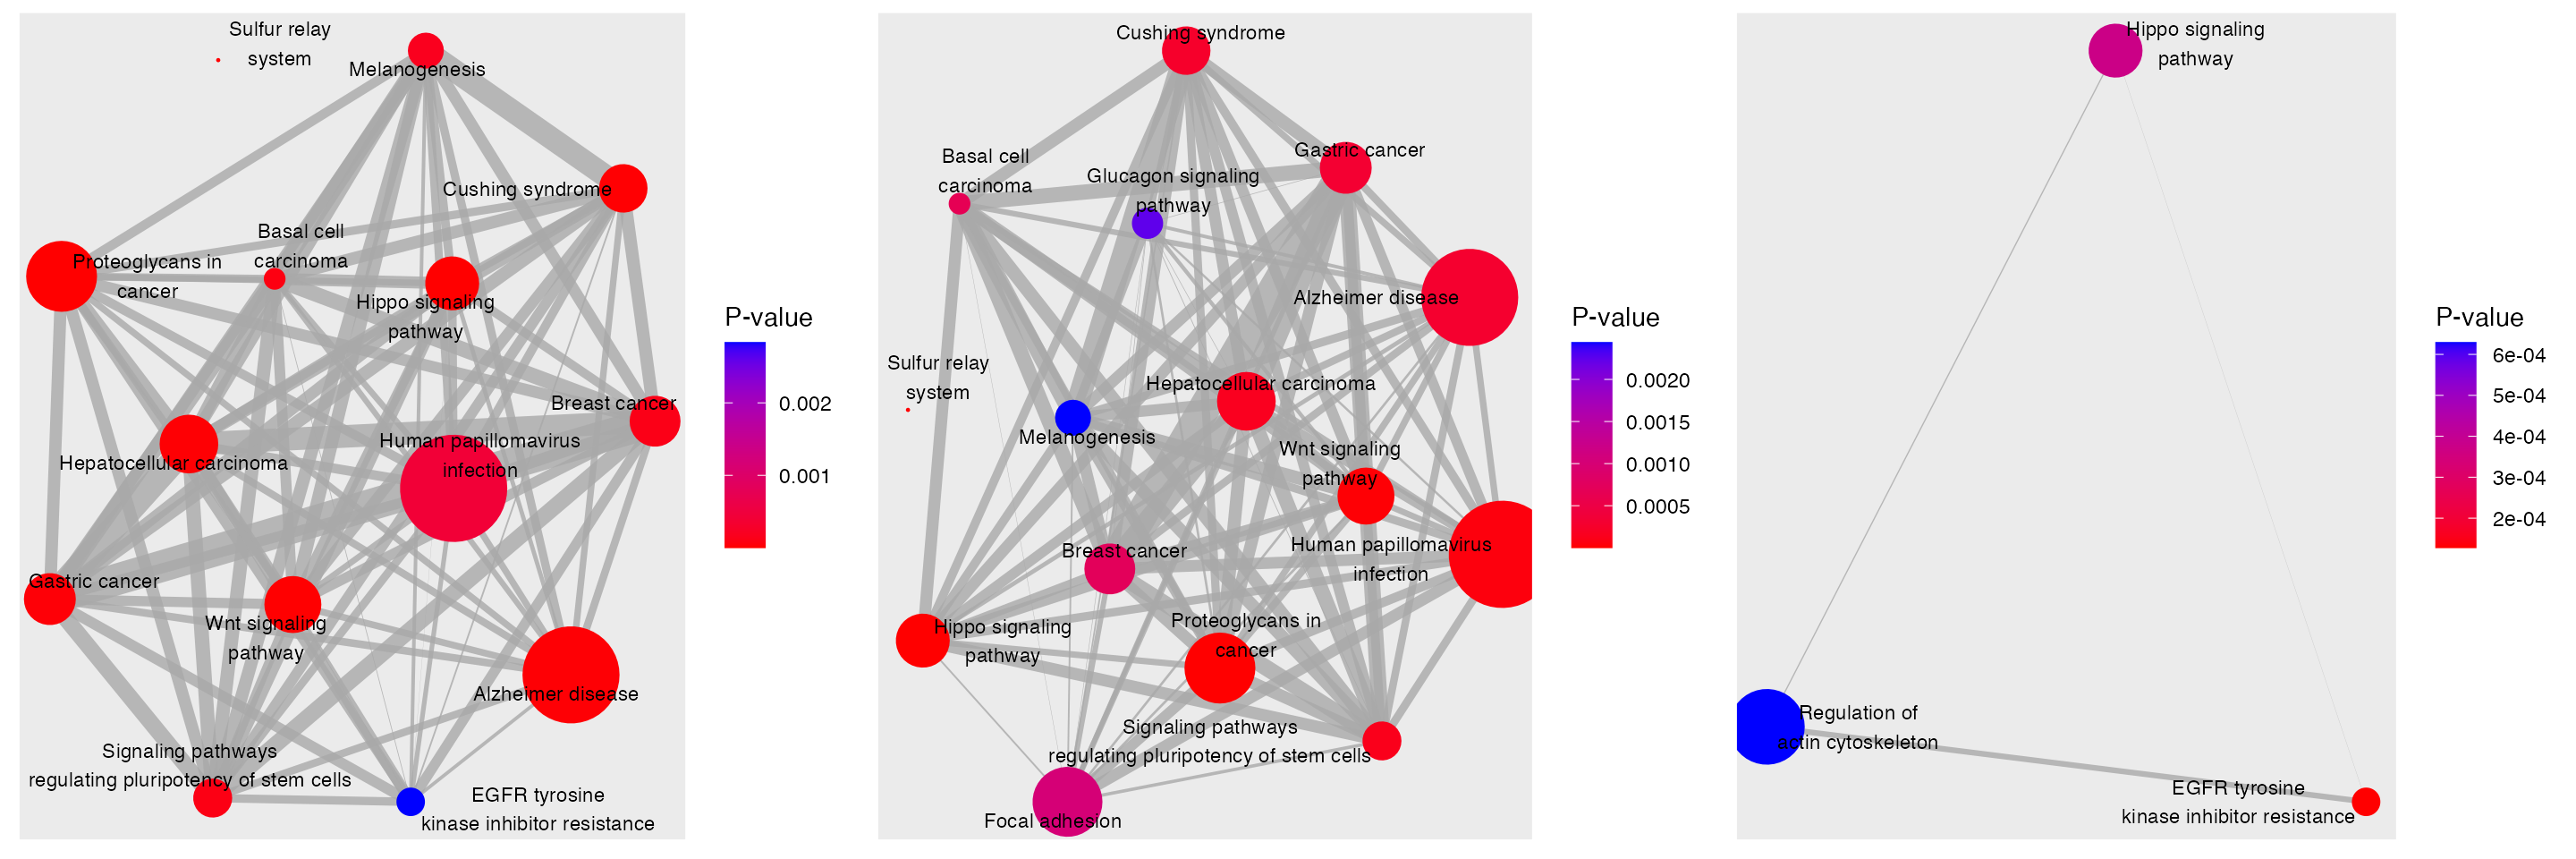 Sulfur relay
system
Melanogenesis
Cushing syndrome
Basal cell
carcinoma
Proteoglycans in
cancer
Hippo signaling
pathway
Breast cancer
Human papillomavirus
infection
Hepatocellular carcinoma
Gastric cancer
Wnt signaling
pathway
Alzheimer disease
Signaling pathways
regulating pluripotency of stem cells
EGFR tyrosine
kinase inhibitor resistance
P-value
0.002
0.001
Cushing syndrome
Gastric cancer
Basal cell
carcinoma
Glucagon signaling
pathway
Alzheimer disease
Sulfur relay
system
Hepatocellular carcinoma
Melanogenesis
Wnt signaling
pathway
Breast cancer
Human papillomavirus
infection
Hippo signaling
pathway
Proteoglycans in
cancer
Signaling pathways
regulating pluripotency of stem cells
Focal adhesion
P-value
0.0020
0.0015
0.0010
0.0005
Hippo signaling
pathway
Regulation of
actin cytoskeleton
EGFR tyrosine
kinase inhibitor resistance
P-value
6e-04
5e-04
4e-04
3e-04
2e-04